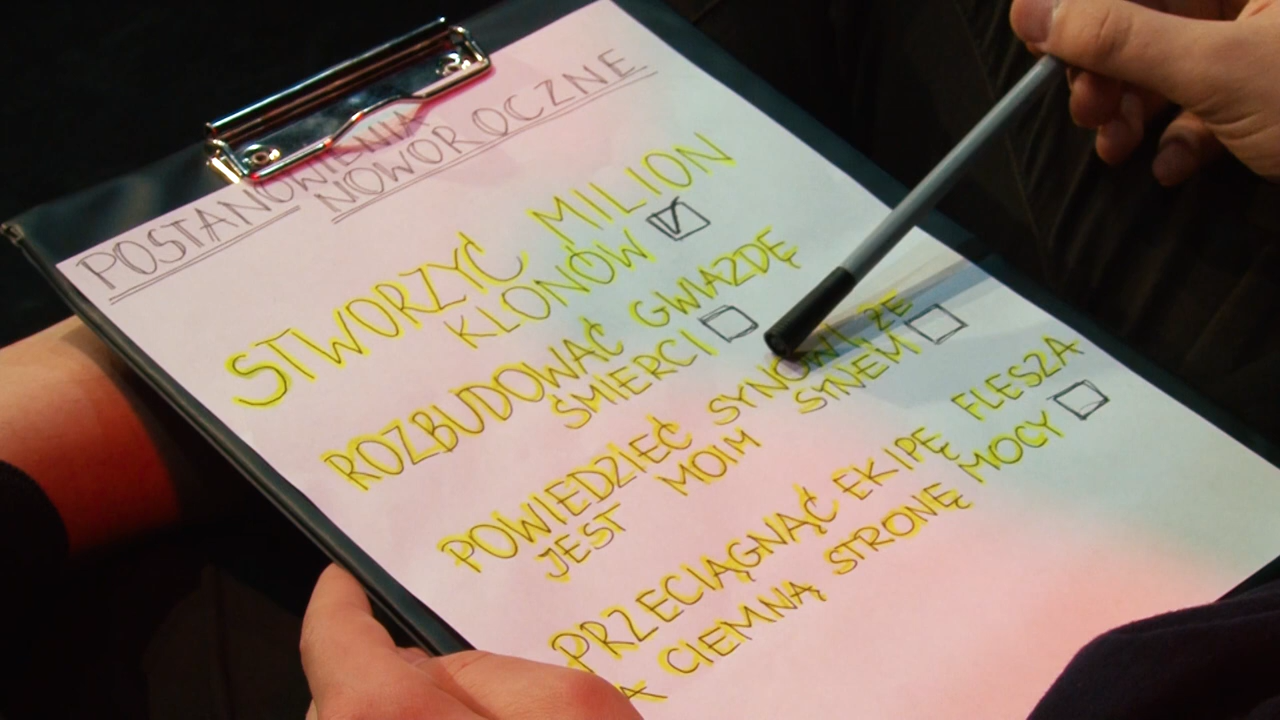 POSTANOWIENIA
NOWOROCZNE
STWORZYĆ MILION
KLONÓW
ROZBUDOWAĆ GWIAZDĘ
ŚMIERCI
POWIEDZIEĆ SYNOWI, ŻE
JEST MOIM SYNEM
PRZECIĄGNĄĆ EKIPĘ FLESZA
NA CIEMNĄ STRONĘ MOCY